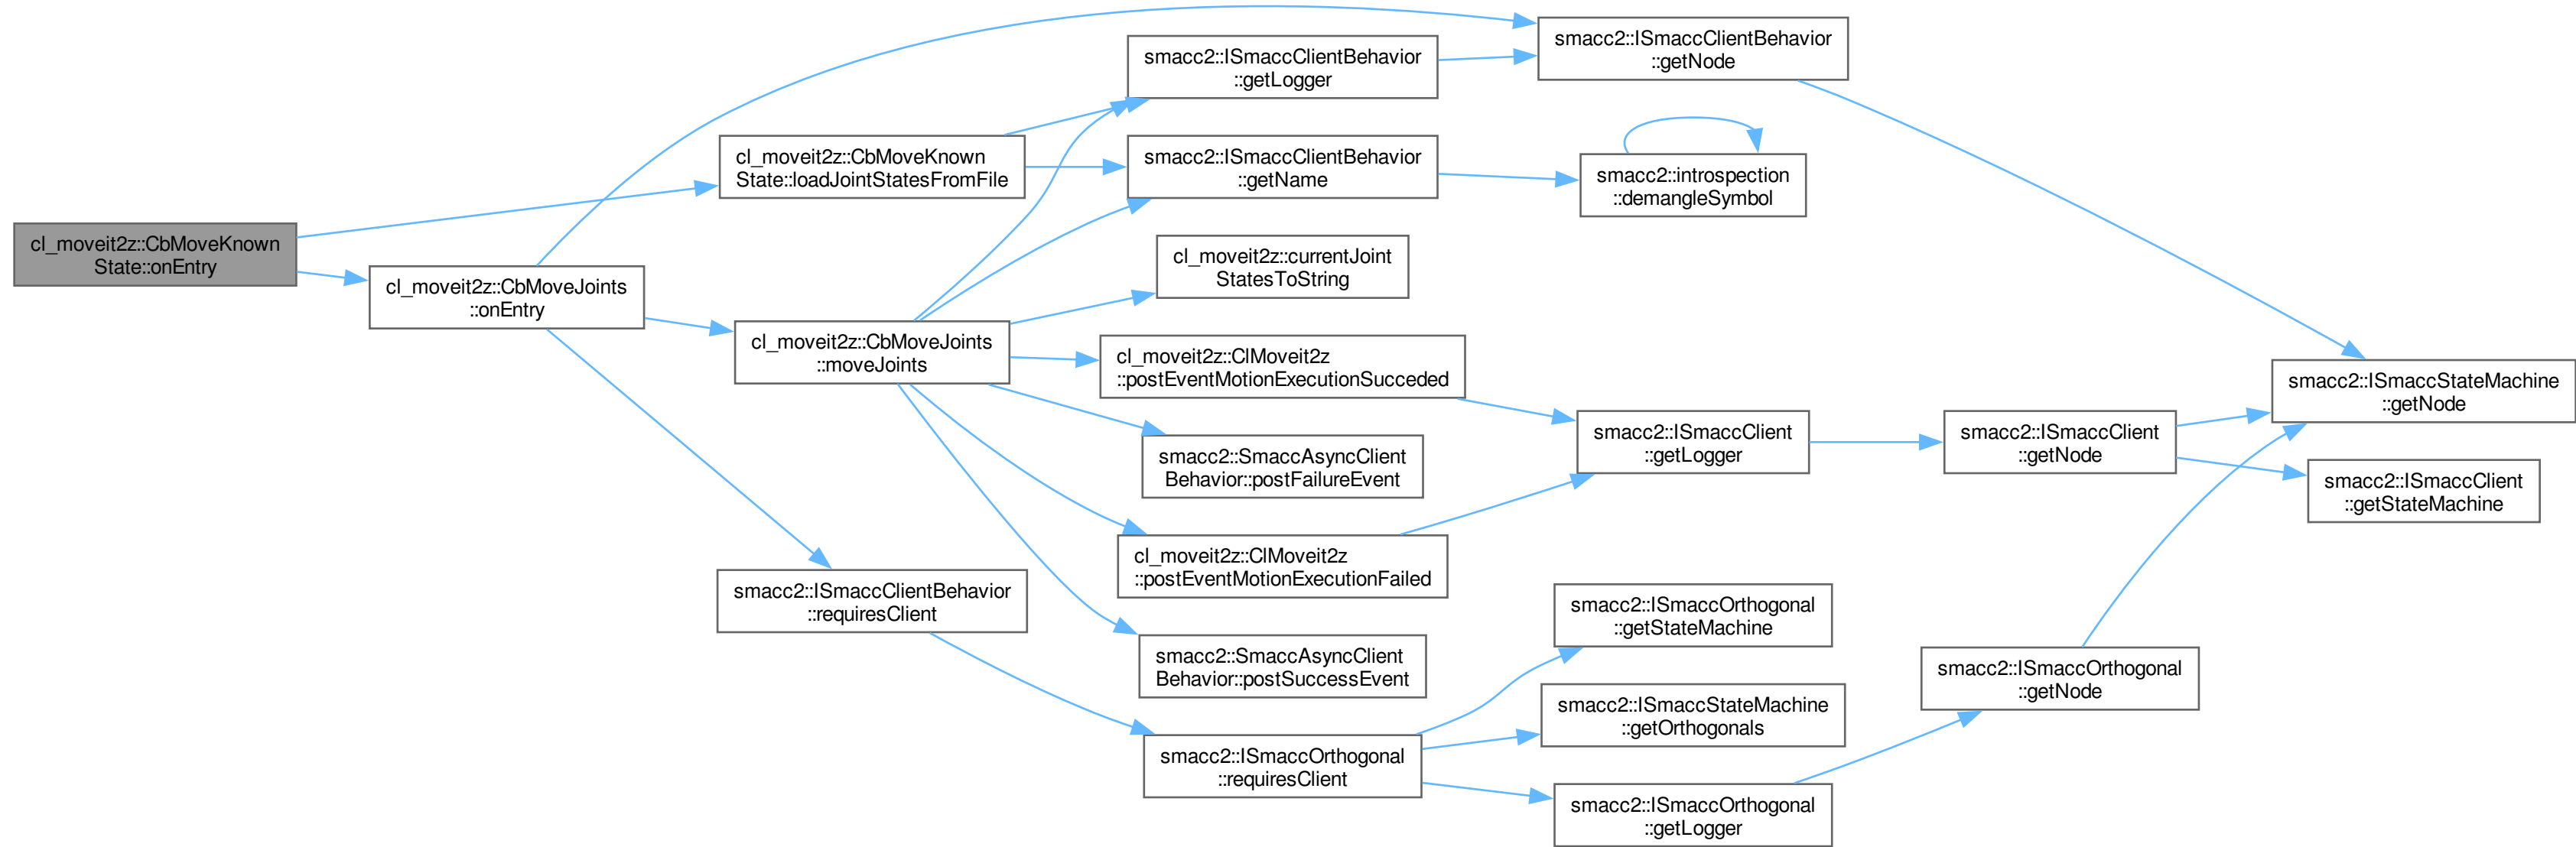 cl_moveit2z::CbMoveKnown
State::onEntry
cl_moveit2z::CbMoveJoints
::onEntry
cl_moveit2z::CbMoveKnown
State::loadJointStatesFromFile
cl_moveit2z::CbMoveJoints
::moveJoints
smacc2::ISmaccClientBehavior
::requiresClient
smacc2::ISmaccClientBehavior
::getLogger
smacc2::ISmaccClientBehavior
::getName
cl_moveit2z::currentJoint
StatesToString
cl_moveit2z::ClMoveit2z
::postEventMotionExecutionSucceded
smacc2::SmaccAsyncClient
Behavior::postFailureEvent
cl_moveit2z::ClMoveit2z
::postEventMotionExecutionFailed
smacc2::SmaccAsyncClient
Behavior::postSuccessEvent
smacc2::ISmaccOrthogonal
::requiresClient
smacc2::ISmaccClientBehavior
::getNode
smacc2::introspection
::demangleSymbol
smacc2::ISmaccClient
::getLogger
smacc2::ISmaccOrthogonal
::getStateMachine
smacc2::ISmaccStateMachine
::getOrthogonals
smacc2::ISmaccOrthogonal
::getLogger
smacc2::ISmaccClient
::getNode
smacc2::ISmaccOrthogonal
::getNode
smacc2::ISmaccStateMachine
::getNode
smacc2::ISmaccClient
::getStateMachine